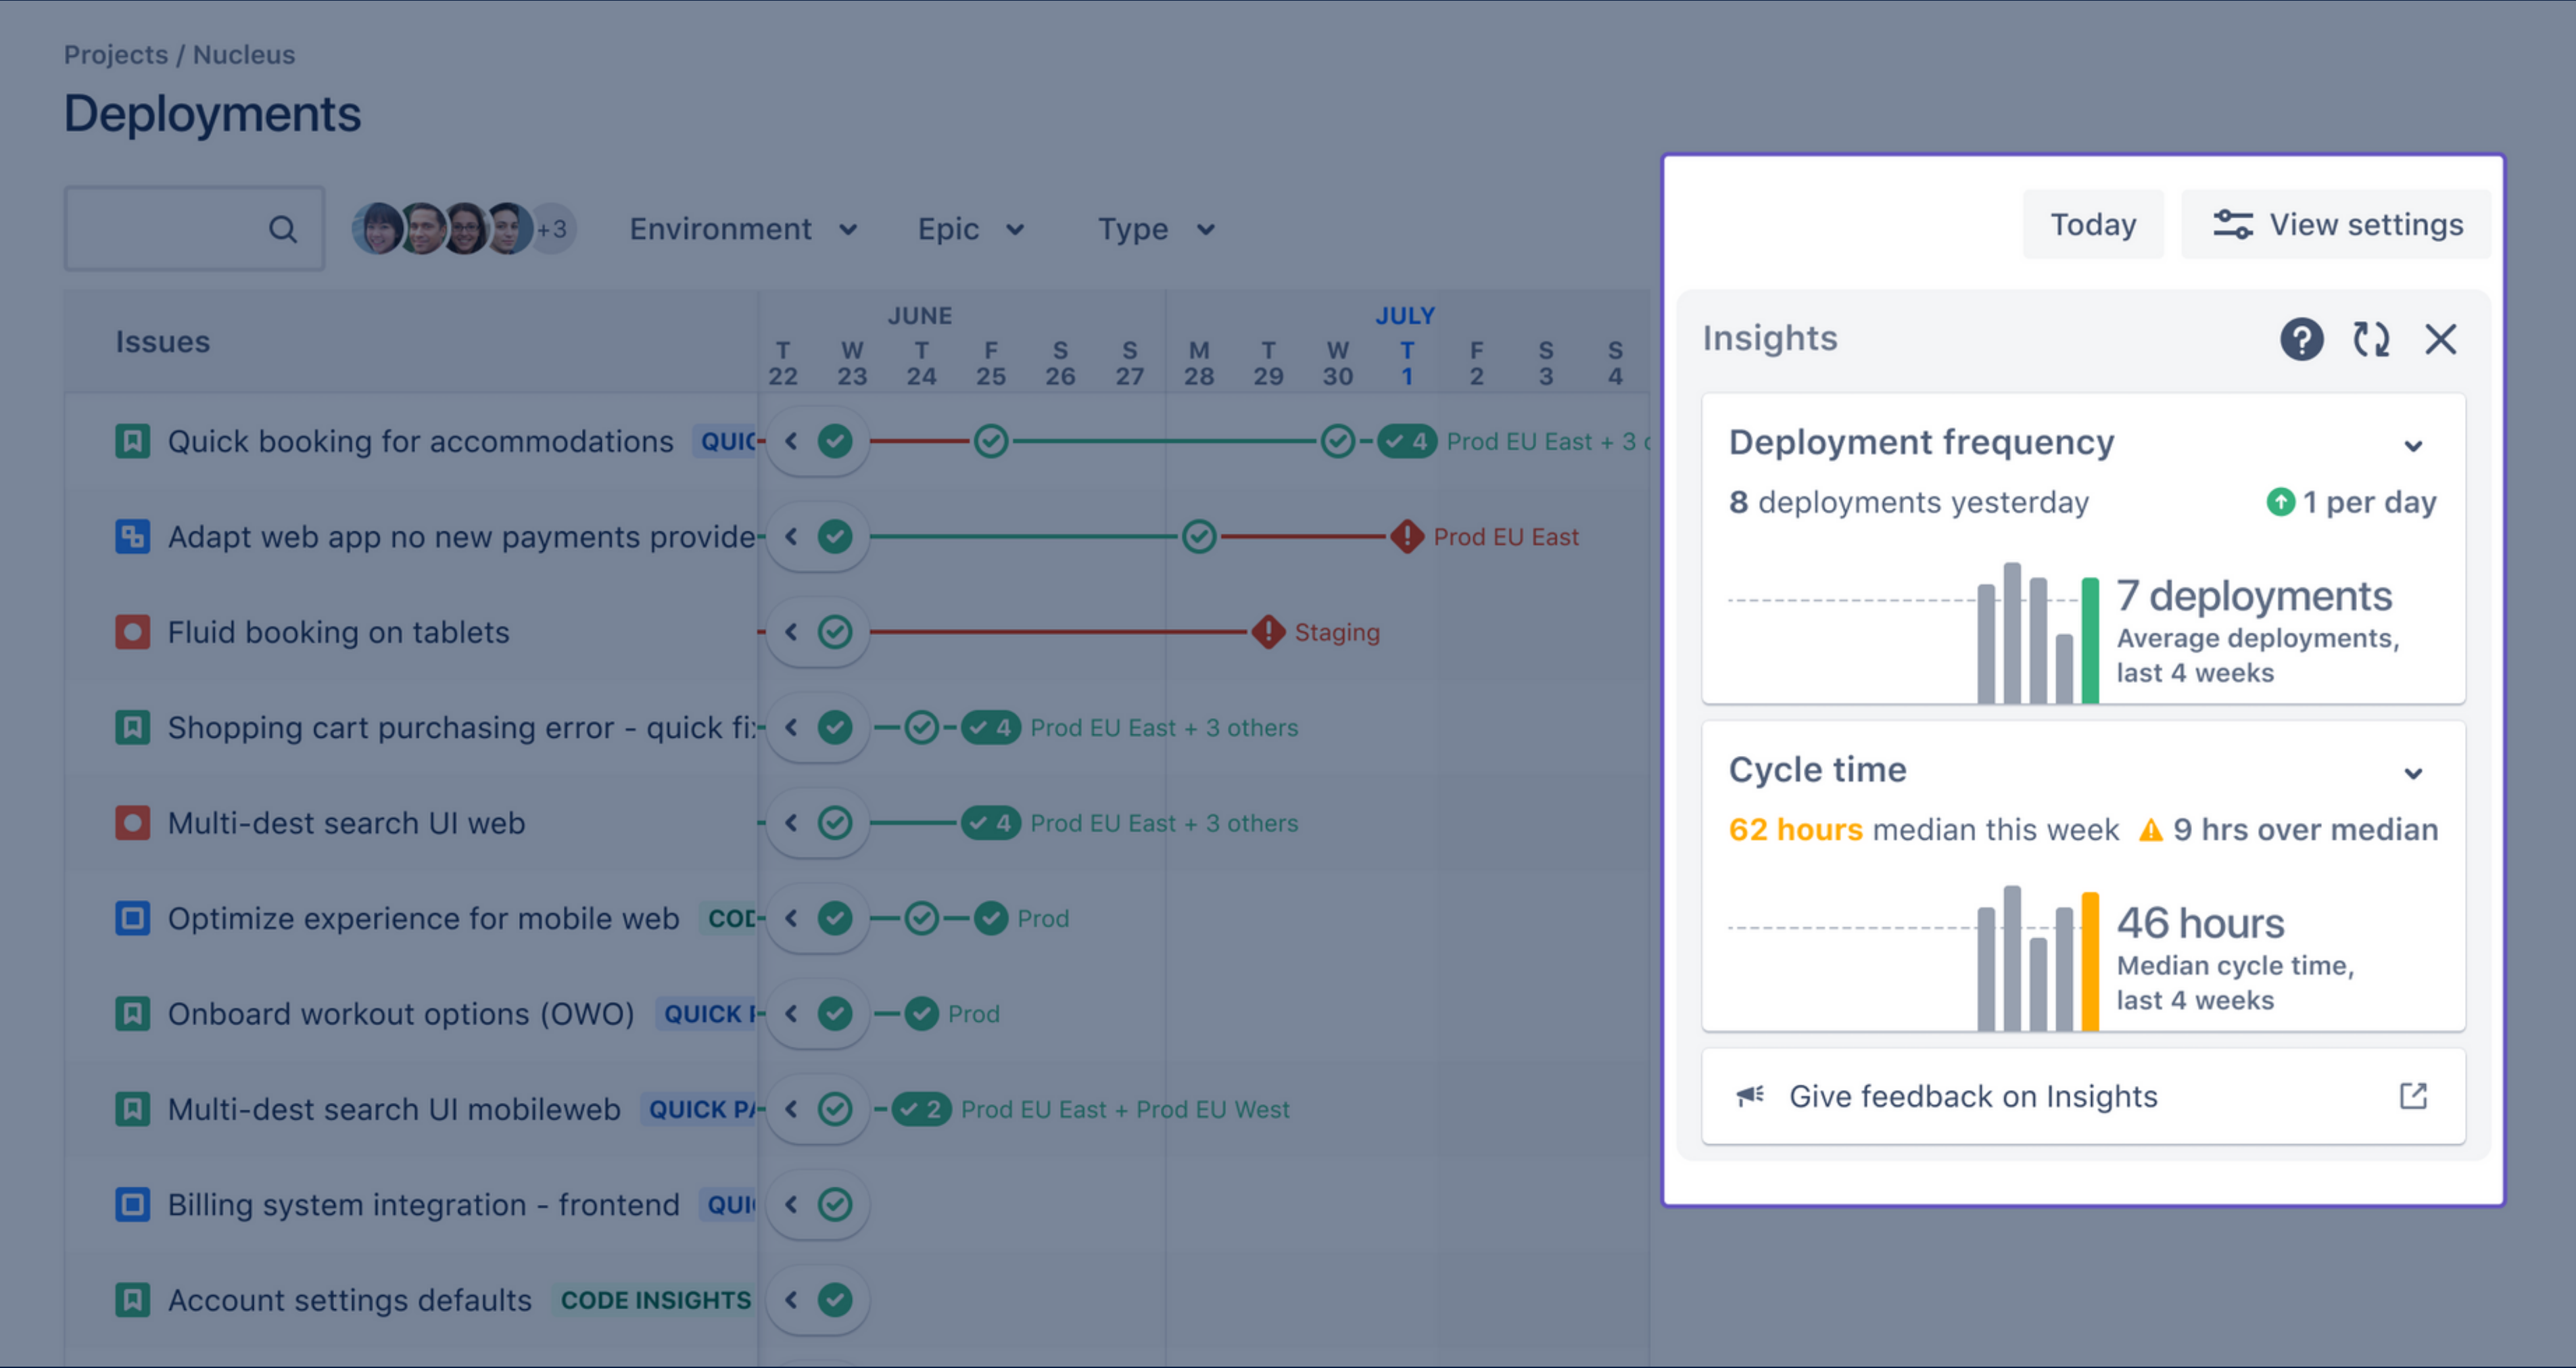 Projects / Nucleus
Deployments
+3 Environment Epic Type
Today View settings
Issues
JUNE JULY
T W T F S S M T W T F S S
22 23 24 25 26 27 28 29 30 1 2 3 4
Quick booking for accommodations QUIC 4 Prod EU East + 3
Adapt web app no new payments provide Prod EU East
Fluid booking on tablets Staging
Shopping cart purchasing error - quick fi 4 Prod EU East + 3 others
Multi-dest search UI web 4 Prod EU East + 3 others
Optimize experience for mobile web COD Prod
Onboard workout options (OWO) QUICK Prod
Multi-dest search UI mobileweb QUICK PA 2 Prod EU East + Prod EU West
Billing system integration - frontend QUI
Account settings defaults CODE INSIGHTS
Insights
Deployment frequency
8 deployments yesterday 1 per day
7 deployments
Average deployments,
last 4 weeks
Cycle time
62 hours median this week 9 hrs over median
46 hours
Median cycle time,
last 4 weeks
Give feedback on Insights